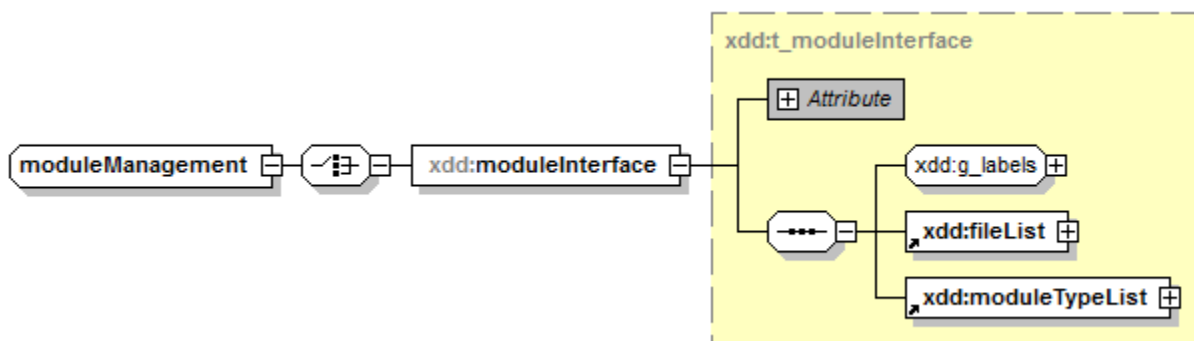 xdd:t_moduleInterface
Attribute
moduleManagement
xdd:moduleInterface
xdd:g_labels
xdd:fileList
xdd:moduleTypeList